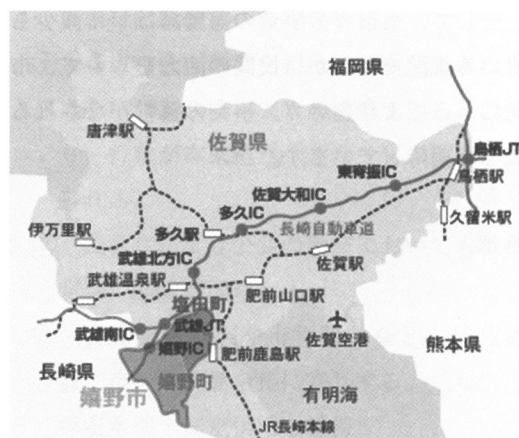 福岡県
唐津駅
佐賀県
鳥栖JT
東脊振IC
鳥栖駅
佐賀大和IC
多久IC
久留米駅
伊万里駅
多久駅
長崎自動車道
武雄北方IC
佐賀駅
武雄温泉駅
肥前山口駅
塩田町
武雄JT
武雄南IC
佐賀空港
嬉野IC
肥前鹿島駅
熊本県
長崎県
嬉野町
嬉野市
有明海
JR長崎本線